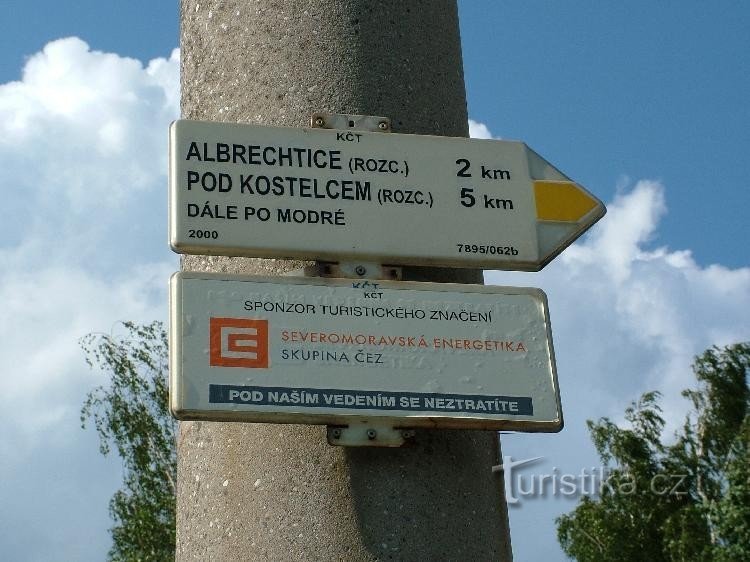 KČT
ALBRECHTICE (ROZC.) 2 km
POD KOSTELCEM (ROZC.) 5 km
DÁLE PO MODRÉ
2000 7895/062b
KČT
KČT
SPONZOR TURISTICKÉHO ZNAČENÍ
SEVEROMORAVSKÁ ENERGETIKA
SKUPINA ČEZ
POD NAŠÍM VEDENÍM SE NEZTRATÍTE
Turistika.cz